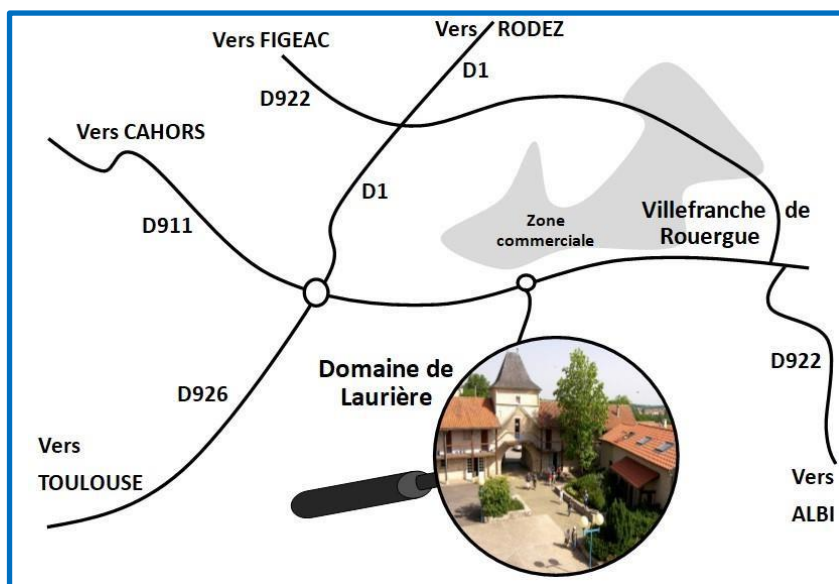 Vers RODEZ
Vers FIGEAC
D1
D922
Vers CAHORS
D1
D911
Villefranche de
Rouergue
Zone
commerciale
Domaine de
Laurière
D922
D926
Vers
TOULOUSE
Vers
ALBI